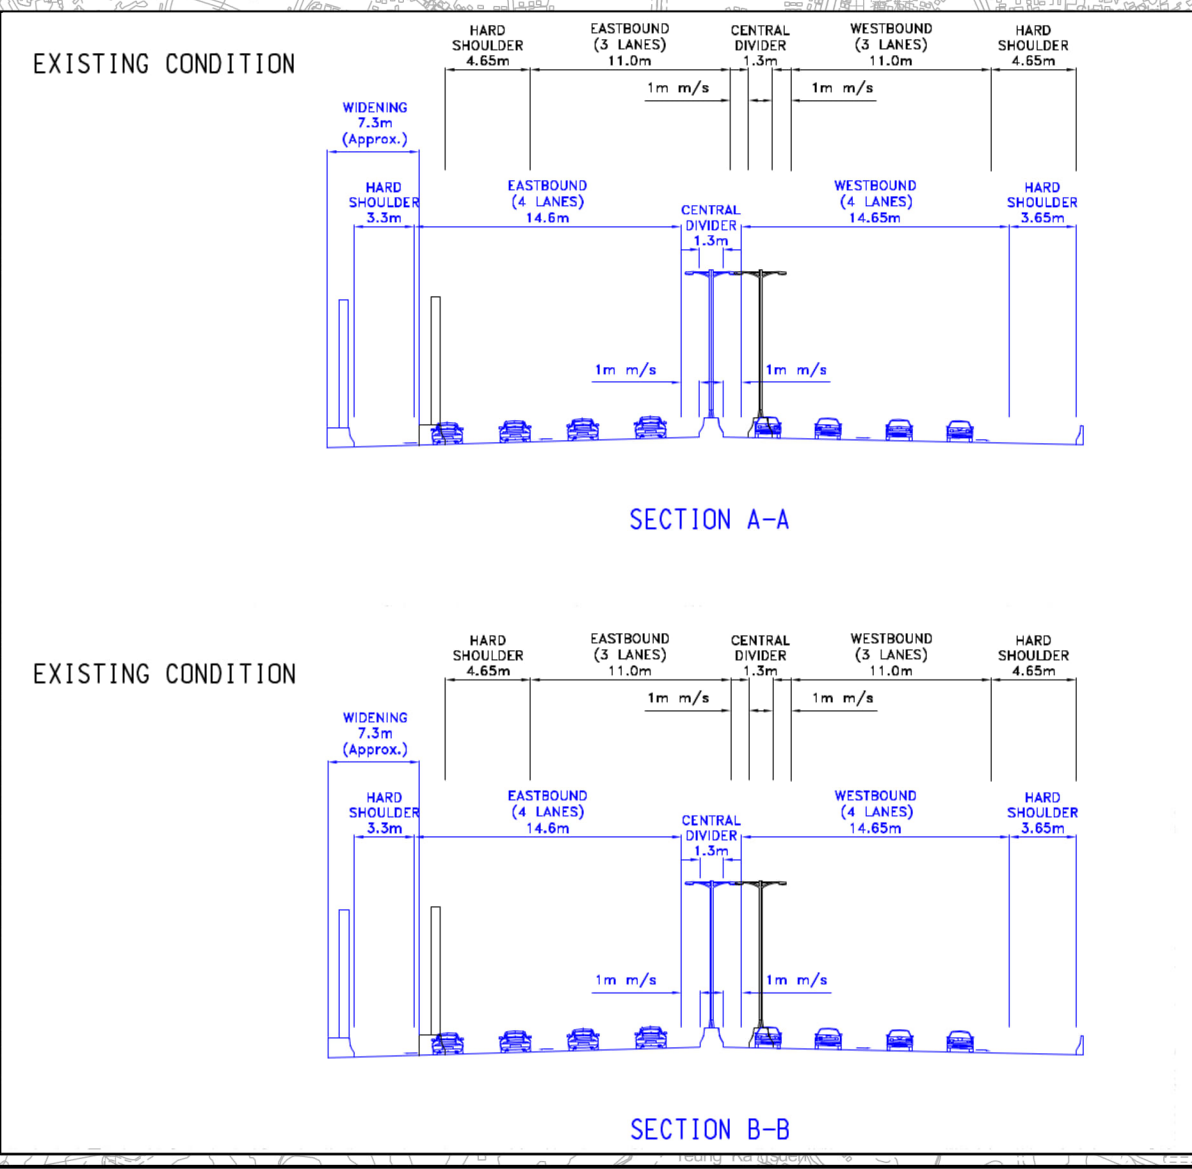 EXISTING CONDITION
HARD
SHOULDER
4.65m
EASTBOUND
(3 LANES)
11.0m
CENTRAL
DIVIDER
1.3m
WESTBOUND
(3 LANES)
11.0m
HARD
SHOULDER
4.65m
1m m/s
1m m/s
WIDENING
7.3m
(Approx.)
HARD
SHOULDER
3.3m
EASTBOUND
(4 LANES)
14.6m
CENTRAL
DIVIDER
1.3m
WESTBOUND
(4 LANES)
14.65m
HARD
SHOULDER
3.65m
1m m/s
1m m/s
SECTION A-A
EXISTING CONDITION
HARD
SHOULDER
4.65m
EASTBOUND
(3 LANES)
11.0m
CENTRAL
DIVIDER
1.3m
WESTBOUND
(3 LANES)
11.0m
HARD
SHOULDER
4.65m
1m m/s
1m m/s
WIDENING
7.3m
(Approx.)
HARD
SHOULDER
3.3m
EASTBOUND
(4 LANES)
14.6m
CENTRAL
DIVIDER
1.3m
WESTBOUND
(4 LANES)
14.65m
HARD
SHOULDER
3.65m
1m m/s
1m m/s
SECTION B-B